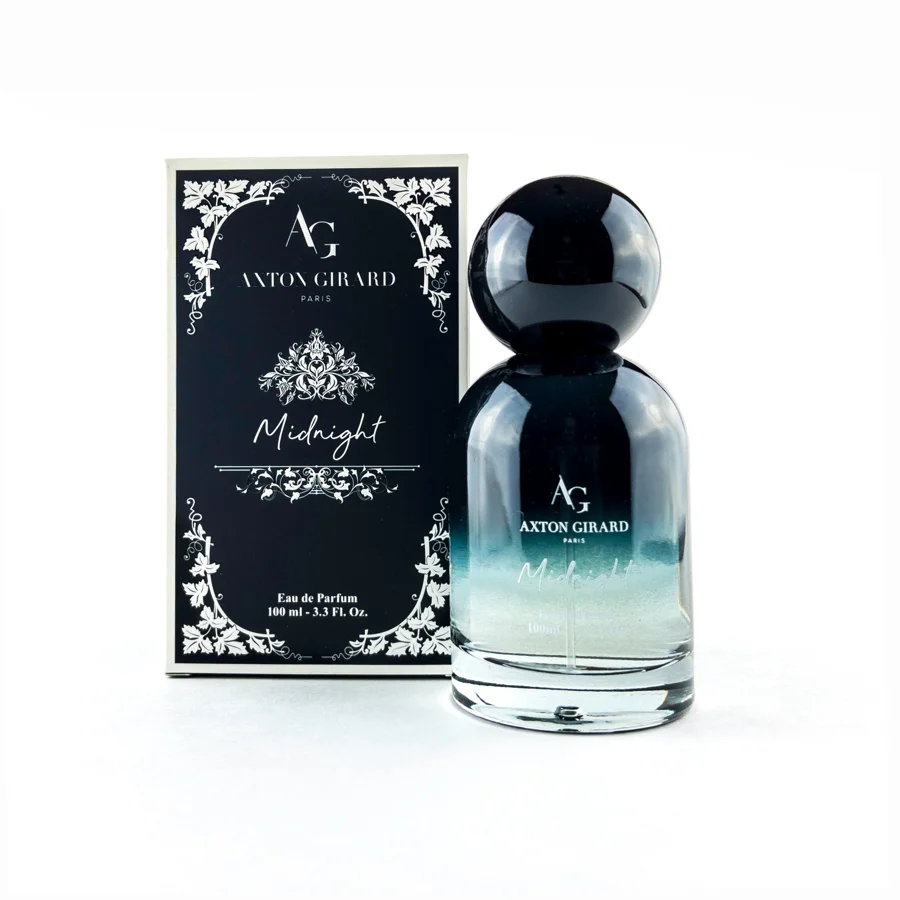 AG
AXTON GIRARD
PARIS
Midnight
Eau de Parfum
100 ml - 3.3 Fl. Oz.
AG
AXTON GIRARD
PARIS
Midnight
100ml